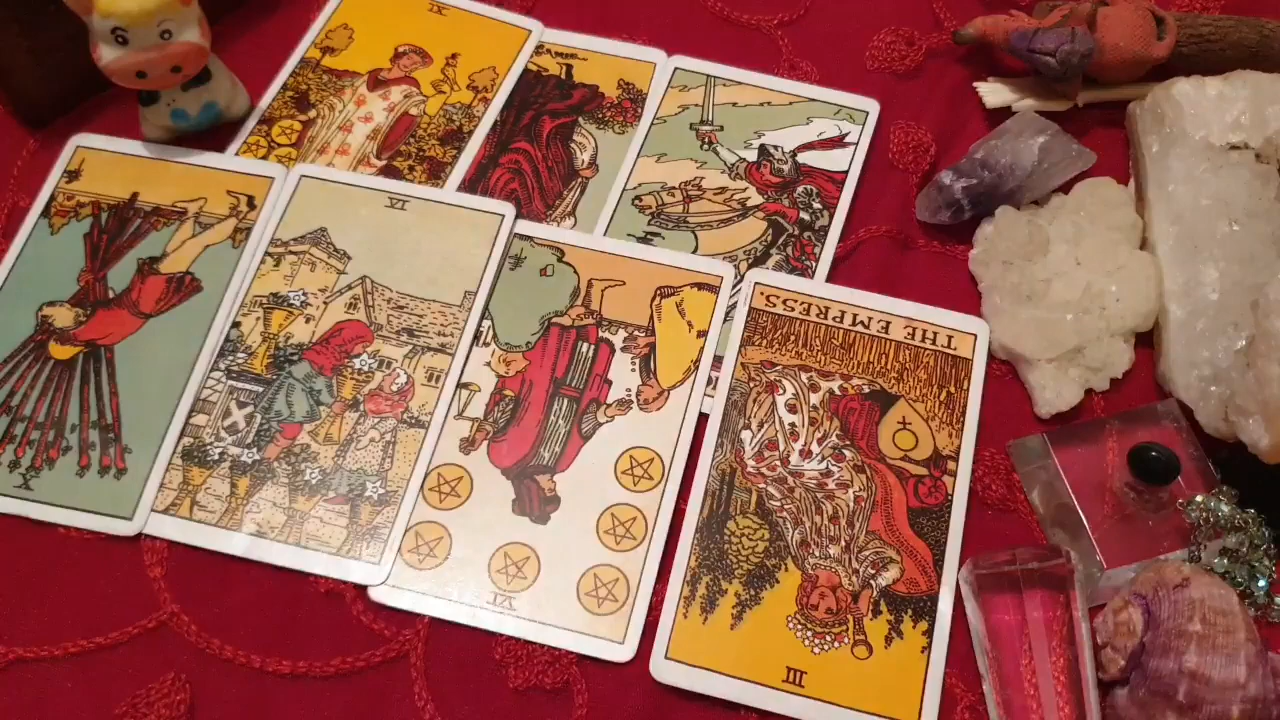 IX
X
VI
VI
THE EMPRESS.
III